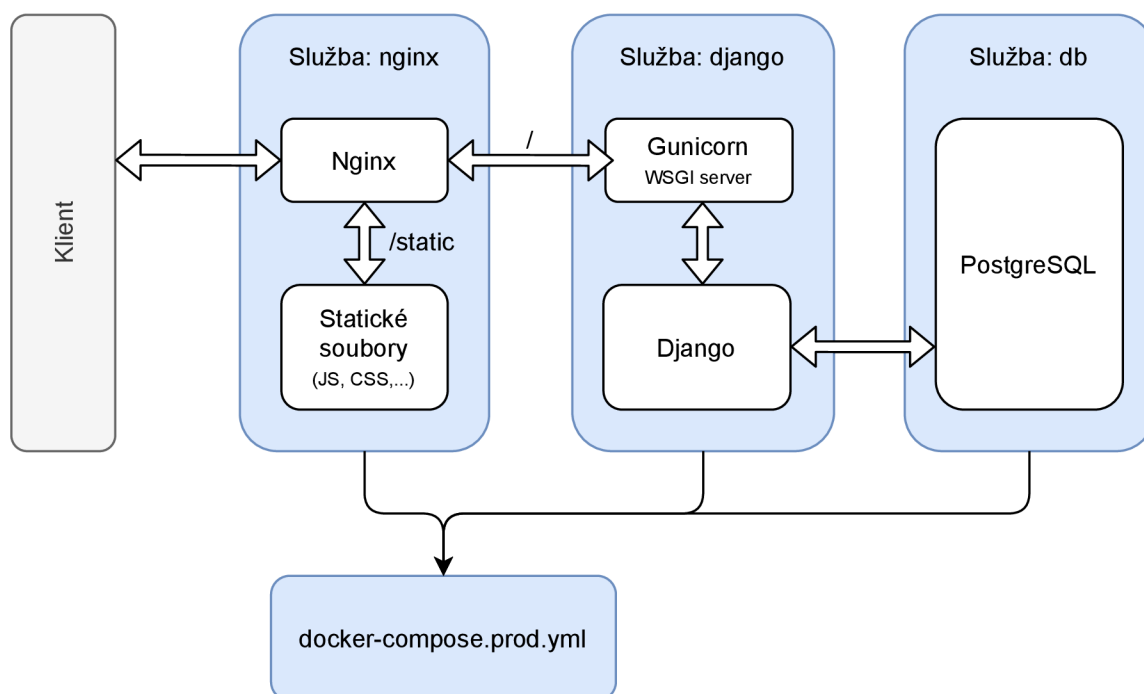 Klient
Služba: nginx
Nginx
/static
Statické
soubory
(JS, CSS,...)
/
Služba: django
Gunicorn
WSGI server
Django
Služba: db
PostgreSQL
docker-compose.prod.yml